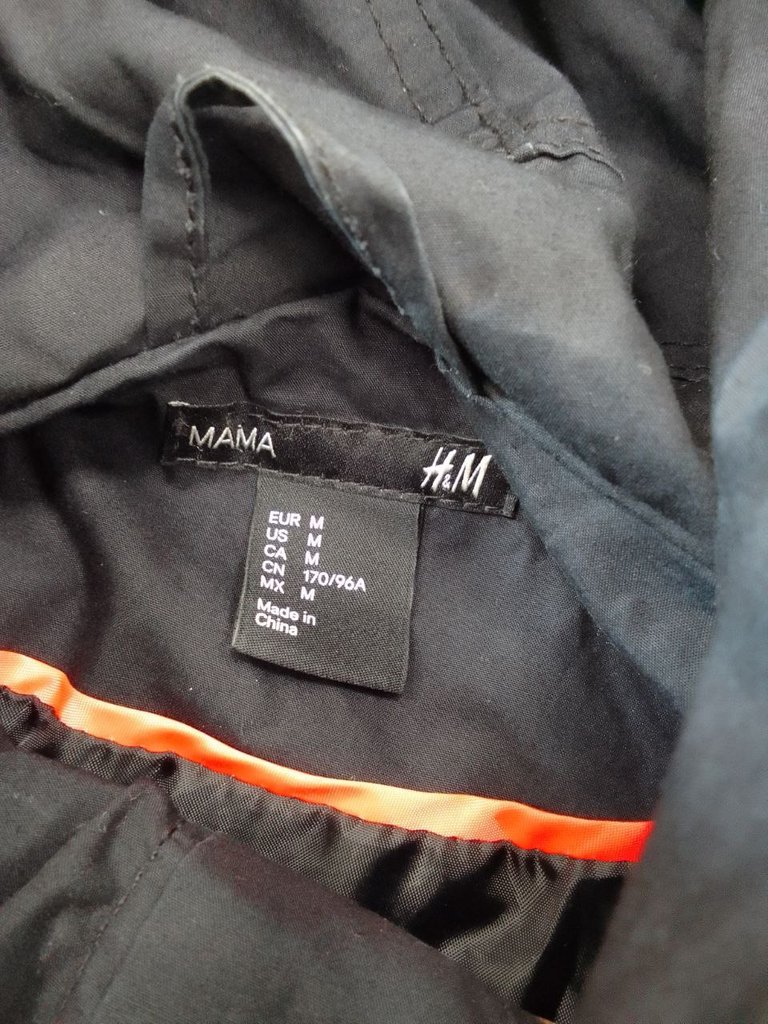 MAMA H&M
EUR M
US M
CA M
CN 170/96A
MX M
Made in
China